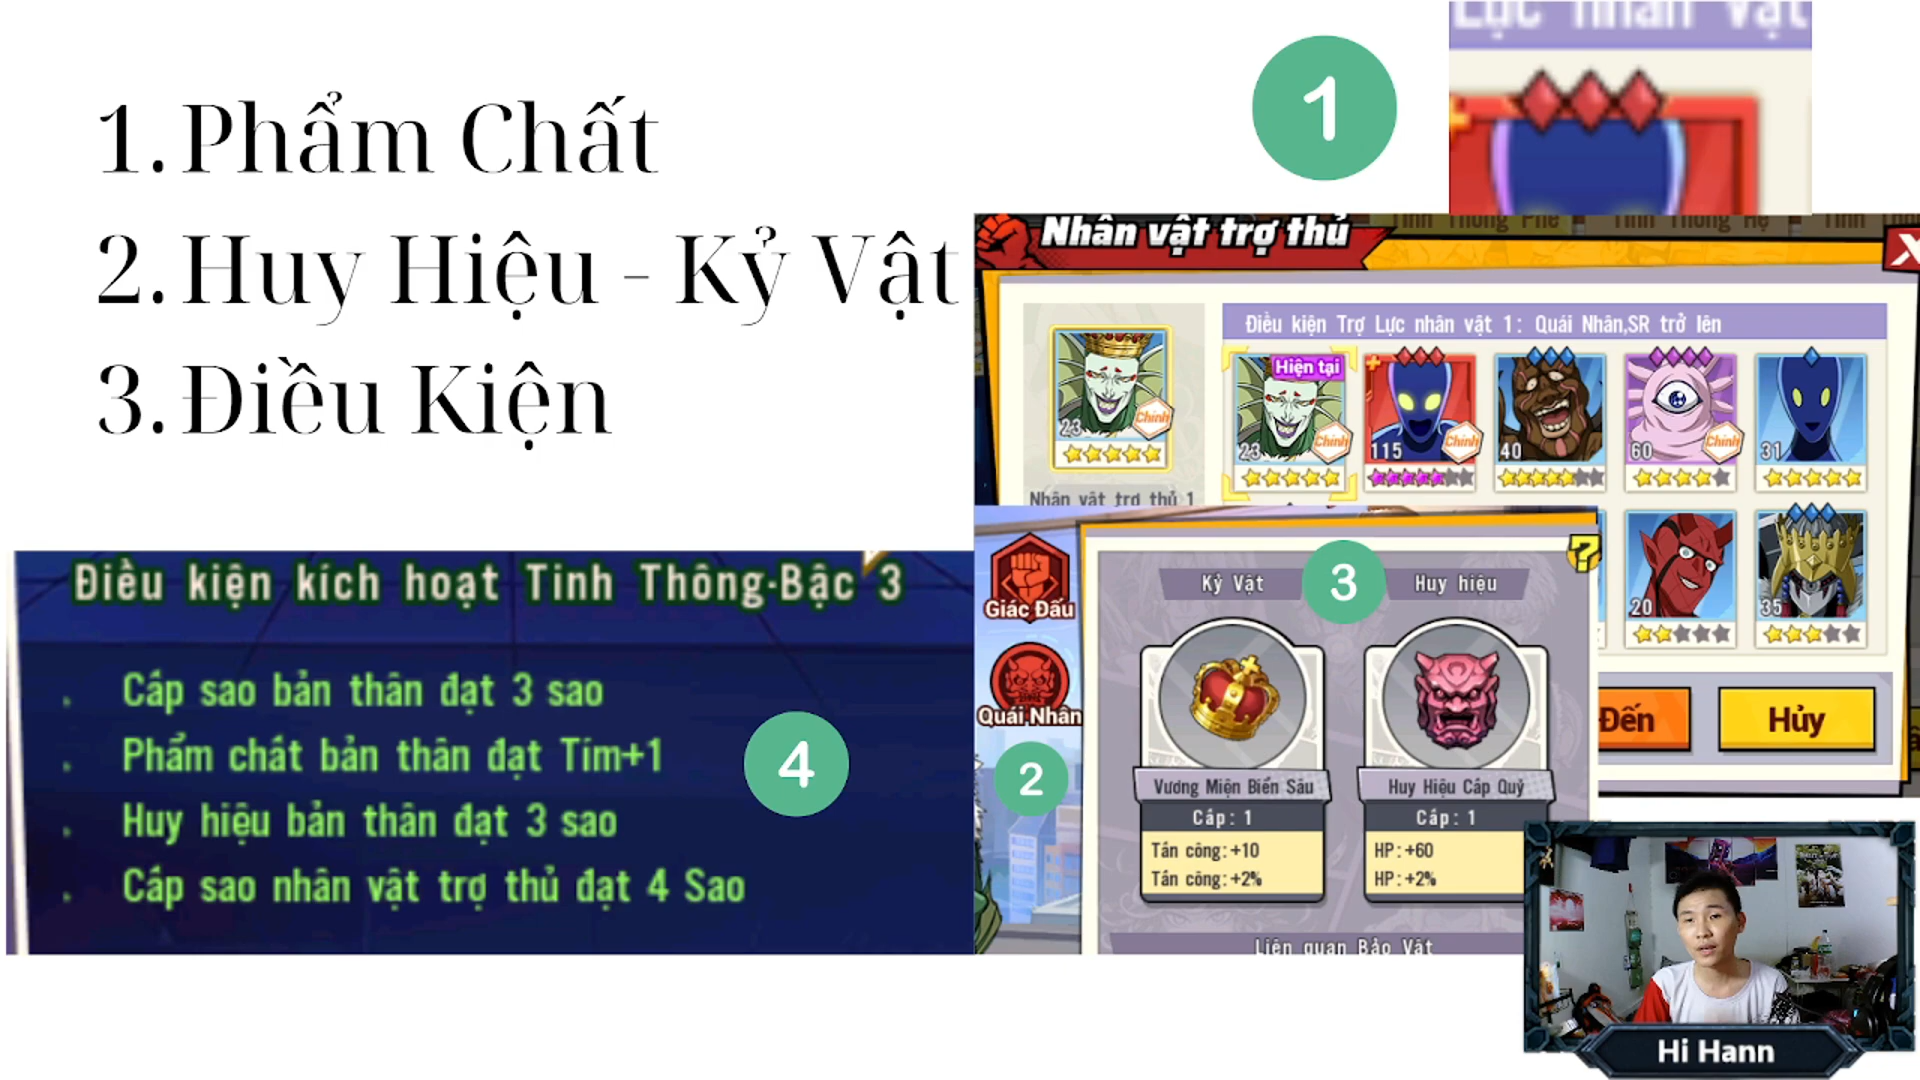 1. Phẩm Chất
2. Huy Hiệu - Kỷ Vật
3. Điều Kiện
1
Lực nhân vật
Nhân vật trợ thủ
X
Điều kiện Trợ Lực nhân vật 1: Quái Nhân,SR trở lên
23
Chính
Nhân vật trợ thủ 1
Hiện tại
23
Chính
115
Chính
40
60
Chính
31
20
35
Đến
Hủy
Điều kiện kích hoạt Tinh Thông·Bậc 3
. Cấp sao bản thân đạt 3 sao
. Phẩm chất bản thân đạt Tím+1
. Huy hiệu bản thân đạt 3 sao
. Cấp sao nhân vật trợ thủ đạt 4 Sao
4
Giác Đấu
Quái Nhân
2
Kỷ Vật
3
Huy hiệu
?
Vương Miện Biển Sâu
Cấp: 1
Tấn công:+10
Tấn công:+2%
Huy Hiệu Cấp Quỷ
Cấp: 1
HP:+60
HP:+2%
Liên quan Bảo Vật
Hi Hann